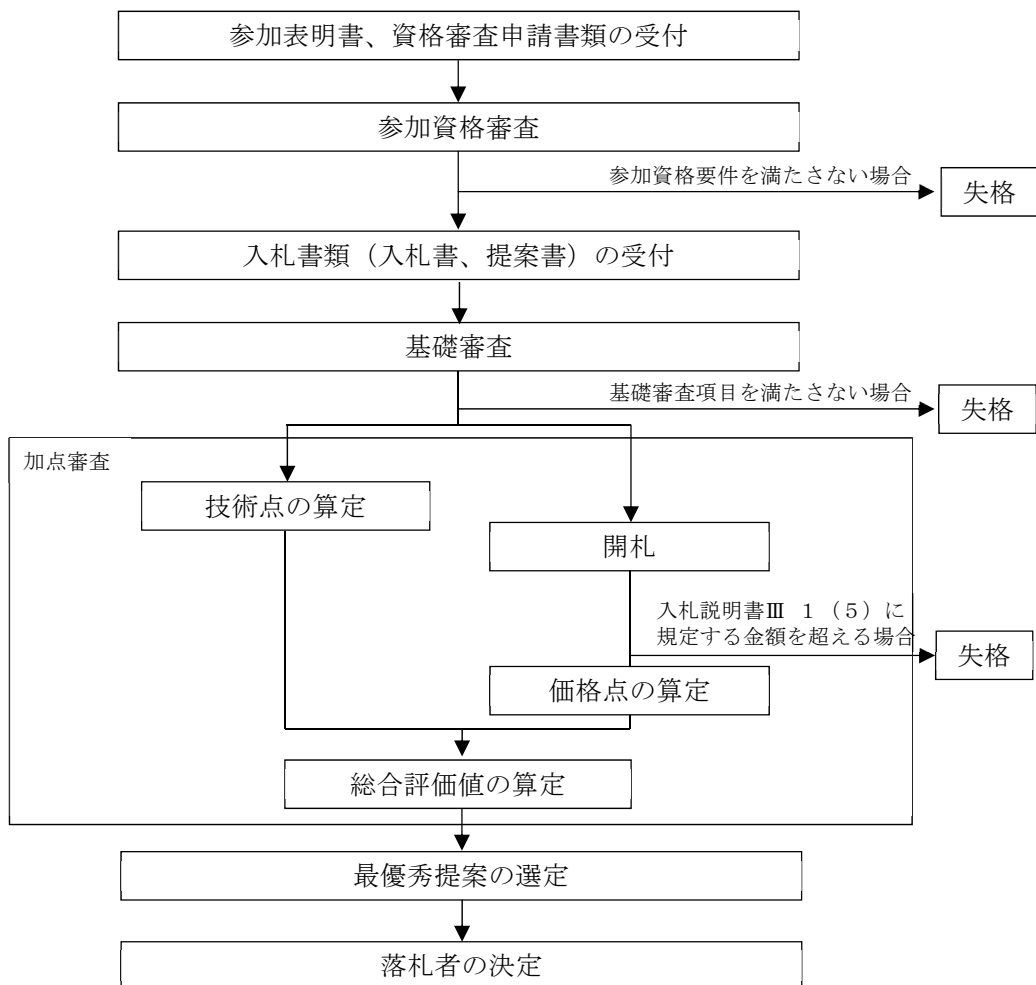 参加表明書、資格審査申請書類の受付
参加資格審査
参加資格要件を満たさない場合
失格
入札書類（入札書、提案書）の受付
基礎審査
基礎審査項目を満たさない場合
失格
加点審査
技術点の算定
開札
入札説明書Ⅲ １（５）に
規定する金額を超える場合
失格
価格点の算定
総合評価値の算定
最優秀提案の選定
落札者の決定